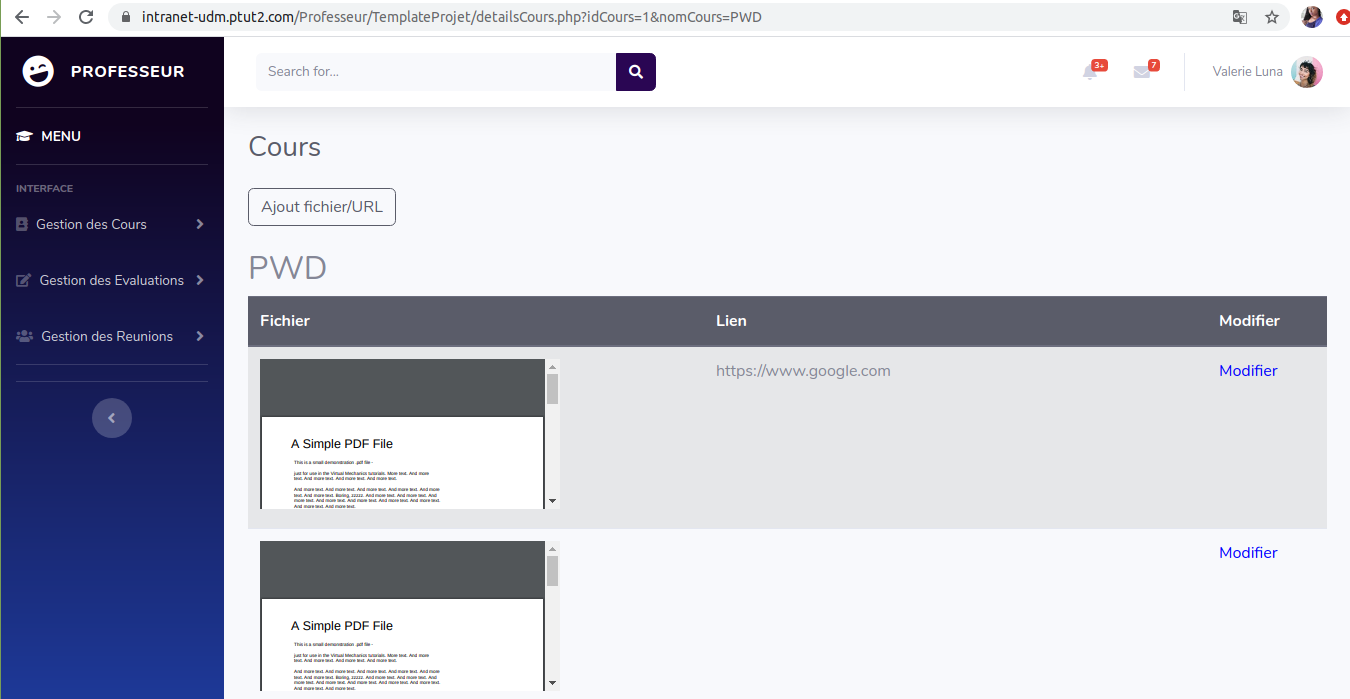 intranet-udm.ptut2.com/Professeur/TemplateProjet/detailsCours.php?idCours=1&nomCours=PWD
PROFESSEUR
Search for...
3+
7
Valerie Luna
MENU
INTERFACE
Gestion des Cours
Gestion des Evaluations
Gestion des Reunions
Cours
Ajout fichier/URL
PWD
Fichier Lien Modifier
https://www.google.com
Modifier
A Simple PDF File
This is a small demonstration .pdf file -
just for use in the Virtual Mechanics tutorials. More text. And more
text. And more text. And more text. And more text.
And more text. And more text. And more text. And more text. And more
text. And more text. Boring, zzzzz. And more text. And more text. And
more text. And more text. And more text. And more text. And more text.
And more text. And more text.
Modifier
A Simple PDF File
This is a small demonstration .pdf file -
just for use in the Virtual Mechanics tutorials. More text. And more
text. And more text. And more text. And more text.
And more text. And more text. And more text. And more text. And more
text. And more text. Boring, zzzzz. And more text. And more text. And
more text. And more text. And more text. And more text. And more text.
And more text. And more text.